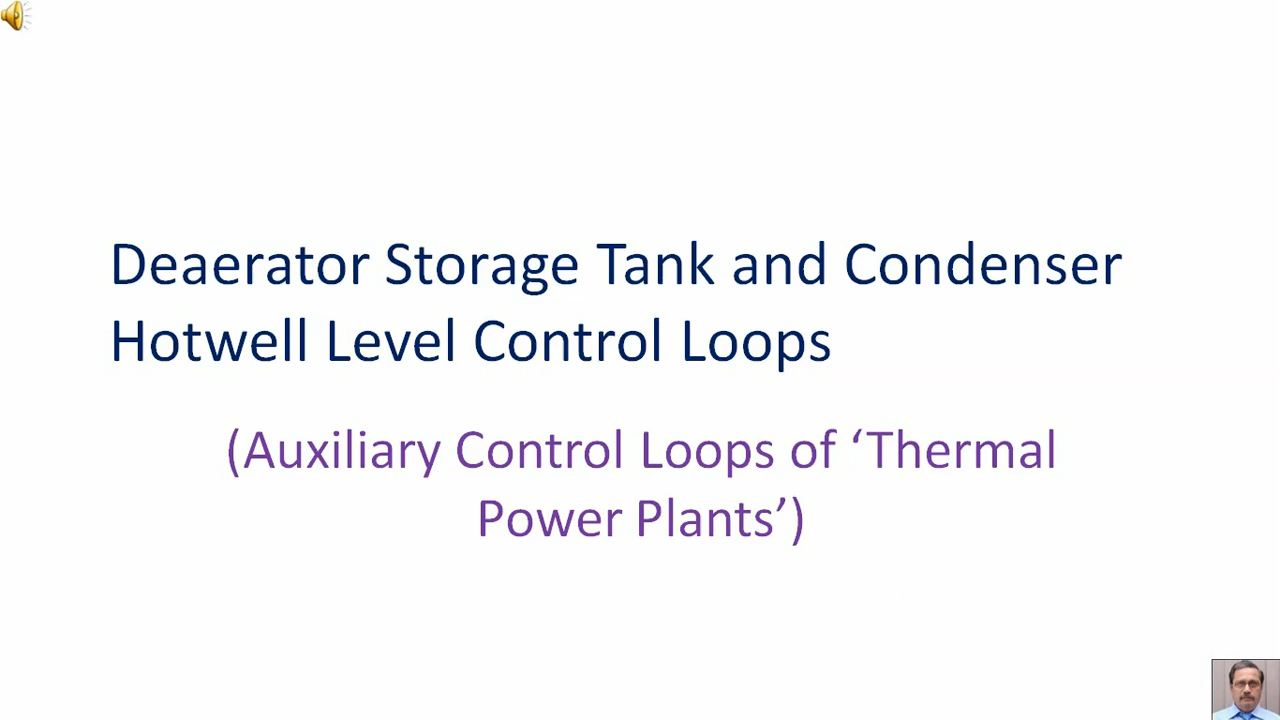 Deaerator Storage Tank and Condenser
Hotwell Level Control Loops
(Auxiliary Control Loops of ‘Thermal
Power Plants’)